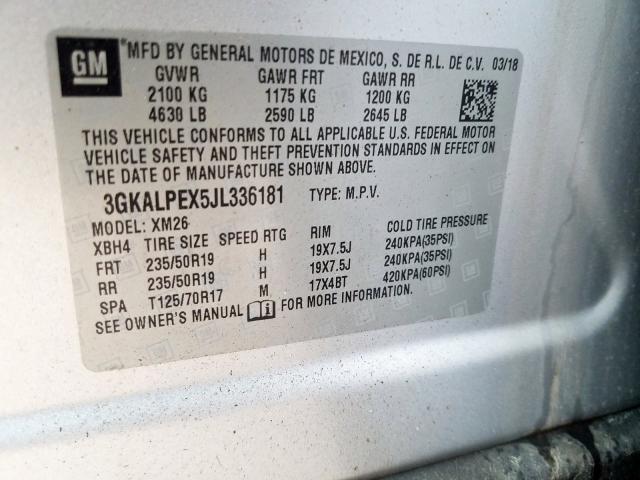 GM
*MFD BY GENERAL MOTORS DE MEXICO, S. DE R.L. DE C.V. 03/18
GVWR GAWR FRT GAWR RR
2100 KG 1175 KG 1200 KG
4630 LB 2590 LB 2645 LB
THIS VEHICLE CONFORMS TO ALL APPLICABLE U.S. FEDERAL MOTOR
VEHICLE SAFETY AND THEFT PREVENTION STANDARDS IN EFFECT ON
THE DATE OF MANUFACTURE SHOWN ABOVE.
3GKALPEX5JL336181 TYPE: M.P.V.
MODEL: XM26
XBH4 TIRE SIZE SPEED RTG RIM COLD TIRE PRESSURE
FRT 235/50R19 H 19X7.5J 240KPA(35PSI)
RR 235/50R19 H 19X7.5J 240KPA(35PSI)
SPA T125/70R17 M 17X4BT 420KPA(60PSI)
SEE OWNER'S MANUAL FOR MORE INFORMATION.